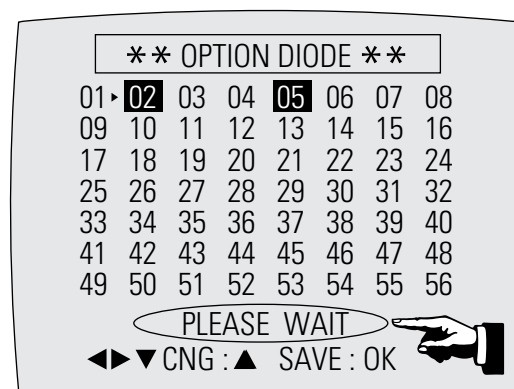 ** OPTION DIODE **
01 ▸ 02 03 04 05 06 07 08
09 10 11 12 13 14 15 16
17 18 19 20 21 22 23 24
25 26 27 28 29 30 31 32
33 34 35 36 37 38 39 40
41 42 43 44 45 46 47 48
49 50 51 52 53 54 55 56
PLEASE WAIT
◀▶▼CNG : ▲ SAVE : OK